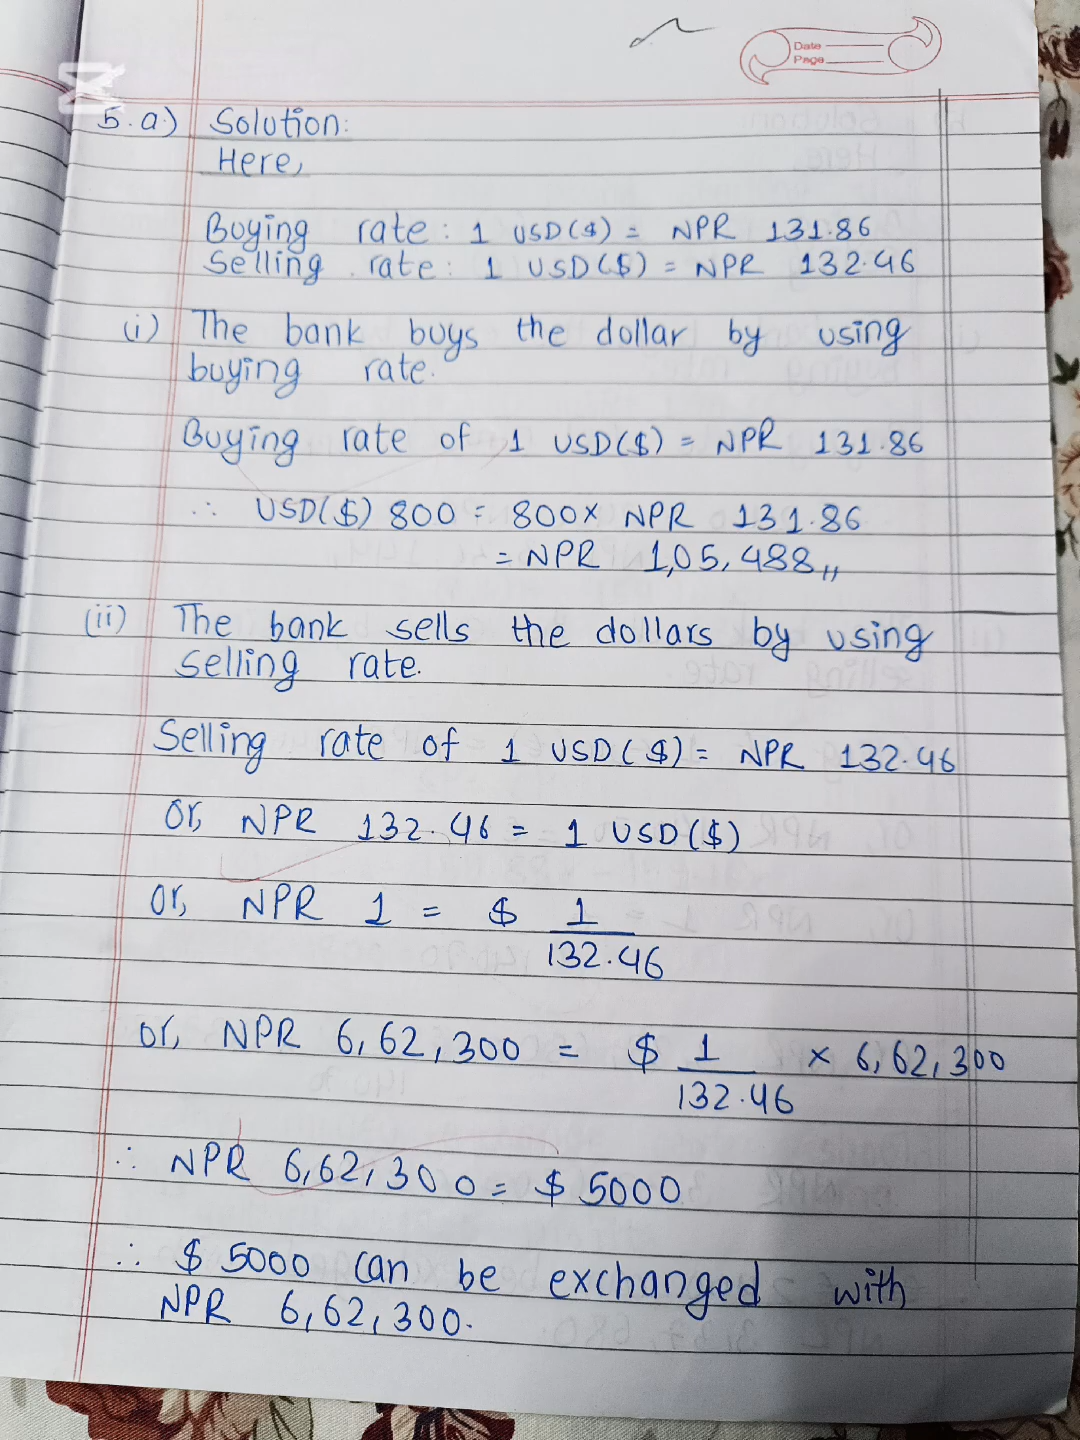 Date
Page
5.a) Solution:
Here,
Buying rate: 1 USD($) = NPR 131.86
Selling rate: 1 USD($) = NPR 132.46
(i) The bank buys the dollar by using
buying rate.
Buying rate of 1 USD($) = NPR 131.86
∴ USD($) 800 = 800× NPR 131.86
= NPR 1,05,488,,
(ii) The bank sells the dollars by using
selling rate.
Selling rate of 1 USD($) = NPR 132.46
or, NPR 132.46 = 1 USD($)
or, NPR 1 = $ 1
132.46
or, NPR 6,62,300 = $ 1 × 6,62,300
132.46
∴ NPR 6,62,300 = $ 5000
∴ $ 5000 can be exchanged with
NPR 6,62,300.